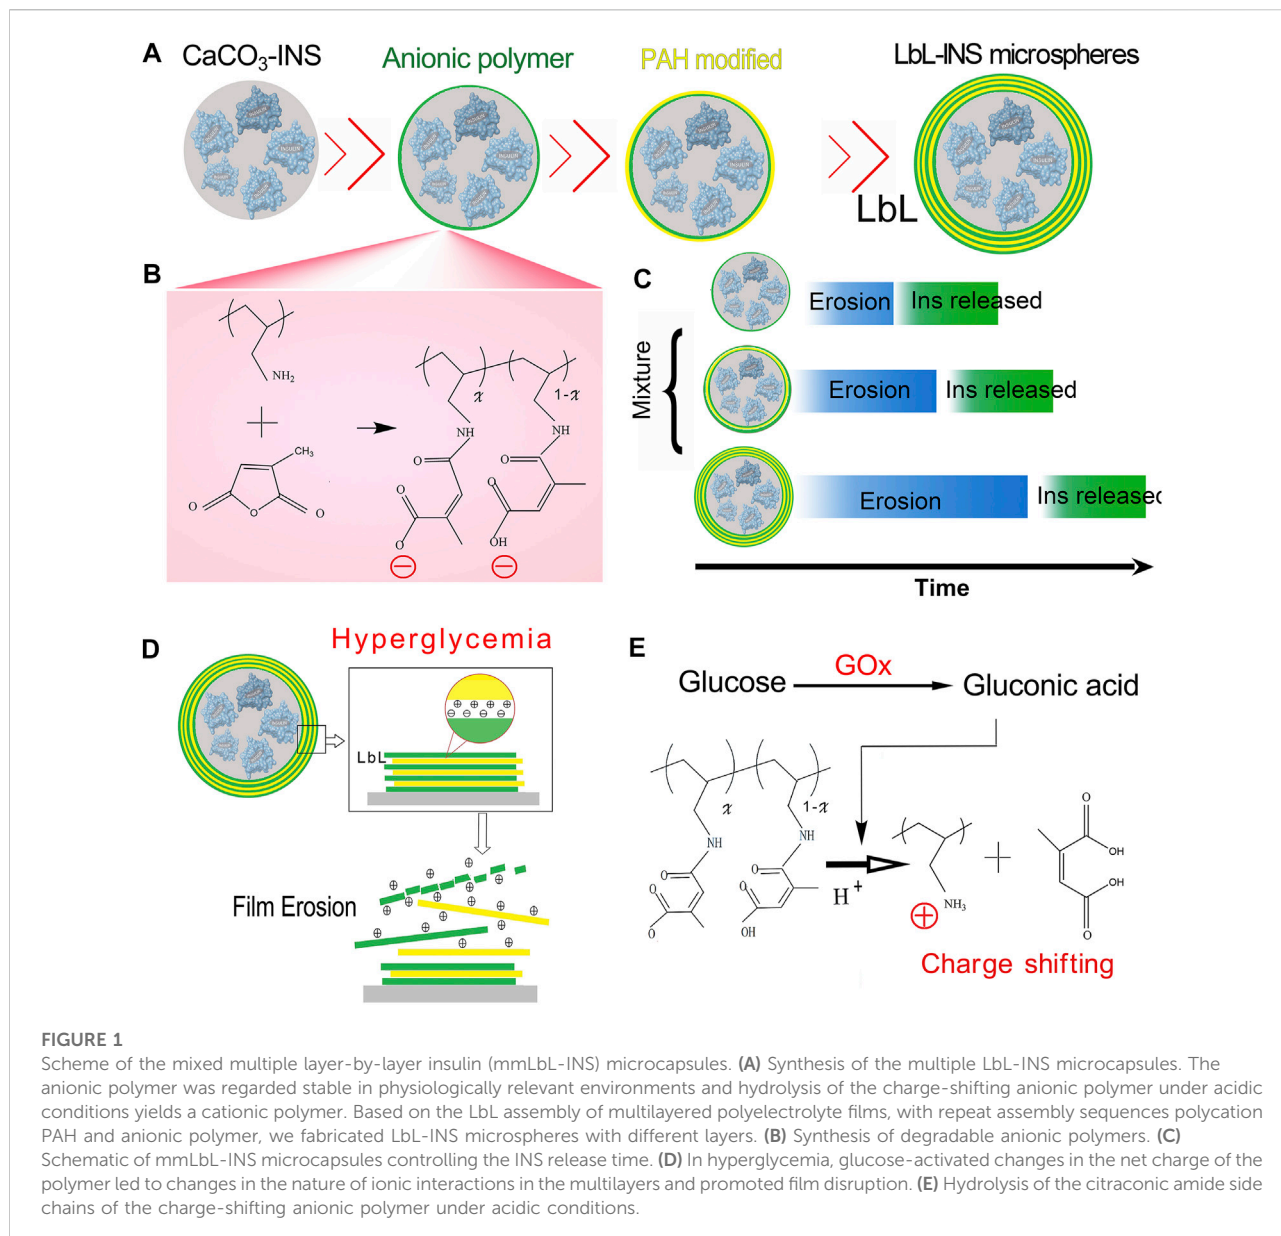 A
CaCO3-INS
Anionic polymer
PAH modified
LbL-INS microspheres
LbL
B
NH2
+
CH3
O
O
O
x
1-x
NH
NH
O
O
O
O
O
OH
C
Mixture
Erosion
Ins released
Erosion
Ins released
Erosion
Ins released
Time
D
Hyperglycemia
LbL
Film Erosion
E
GOx
Glucose
Gluconic acid
x
1-x
NH
NH
O
O
O
O
O
OH
H+
NH3
+
O
OH
OH
O
Charge shifting
FIGURE 1
Scheme of the mixed multiple layer-by-layer insulin (mmLbL-INS) microcapsules. (A) Synthesis of the multiple LbL-INS microcapsules. The
anionic polymer was regarded stable in physiologically relevant environments and hydrolysis of the charge-shifting anionic polymer under acidic
conditions yields a cationic polymer. Based on the LbL assembly of multilayered polyelectrolyte films, with repeat assembly sequences polycation
PAH and anionic polymer, we fabricated LbL-INS microspheres with different layers. (B) Synthesis of degradable anionic polymers. (C)
Schematic of mmLbL-INS microcapsules controlling the INS release time. (D) In hyperglycemia, glucose-activated changes in the net charge of the
polymer led to changes in the nature of ionic interactions in the multilayers and promoted film disruption. (E) Hydrolysis of the citraconic amide side
chains of the charge-shifting anionic polymer under acidic conditions.